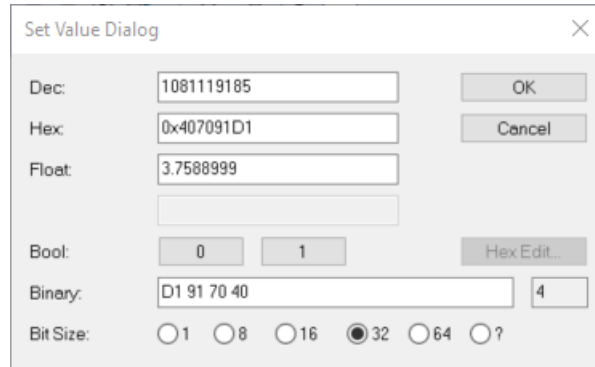 Set Value Dialog
Dec: 1081119185 OK
Hex: 0x407091D1 Cancel
Float: 3.7588999
Bool: 0 1 Hex Edit...
Binary: D1 91 70 40 4
Bit Size: 1 8 16 32 64 ?